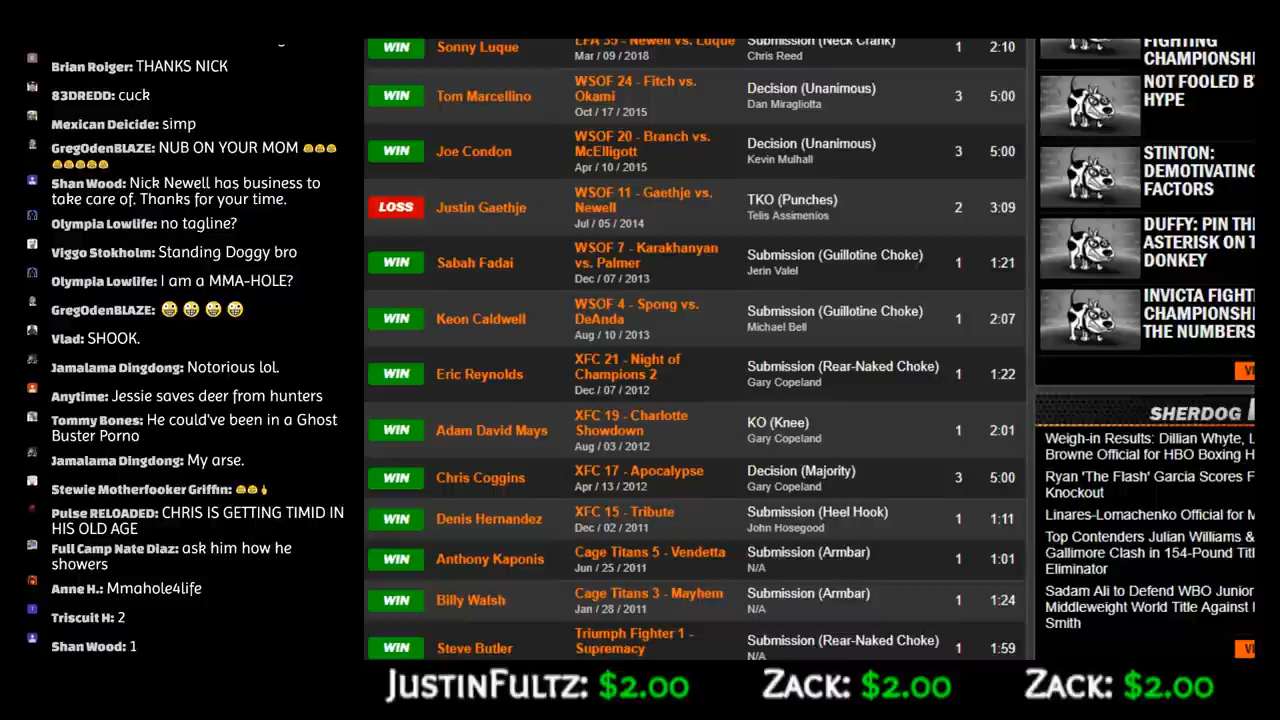 Brian Roiger: THANKS NICK
83DREDD: cuck
Mexican Deicide: simp
GregOdenBLAZE: NUB ON YOUR MOM
Shan Wood: Nick Newell has business to
take care of. Thanks for your time.
Olympia Lowlife: no tagline?
Viggo Stokholm: Standing Doggy bro
Olympia Lowlife: I am a MMA-HOLE?
GregOdenBLAZE:
Vlad: SHOOK.
Jamalama Dingdong: Notorious lol.
Anytime: Jessie saves deer from hunters
Tommy Bones: He could've been in a Ghost
Buster Porno
Jamalama Dingdong: My arse.
Stewie Motherfooker Griffin:
Pulse RELOADED: CHRIS IS GETTING TIMID IN
HIS OLD AGE
Full Camp Nate Diaz: ask him how he
showers
Anne H.: Mmahole4life
Triscuit H: 2
Shan Wood: 1
WIN Sonny Luque LFA 35 - Newell vs. Luque Submission (Neck Crank) 1 2:10
Mar / 09 / 2018 Chris Reed
WIN Tom Marcellino WSOF 24 - Fitch vs. Decision (Unanimous) 3 5:00
Okami Dan Miragliotta
Oct / 17 / 2015
WIN Joe Condon WSOF 20 - Branch vs. Decision (Unanimous) 3 5:00
McElligott Kevin Mulhall
Apr / 10 / 2015
LOSS Justin Gaethje WSOF 11 - Gaethje vs. TKO (Punches) 2 3:09
Newell Telis Assimenios
Jul / 05 / 2014
WIN Sabah Fadai WSOF 7 - Karakhanyan Submission (Guillotine Choke) 1 1:21
vs. Palmer Jerin Valel
Dec / 07 / 2013
WIN Keon Caldwell WSOF 4 - Spong vs. Submission (Guillotine Choke) 1 2:07
DeAnda Michael Bell
Aug / 10 / 2013
WIN Eric Reynolds XFC 21 - Night of Submission (Rear-Naked Choke) 1 1:22
Champions 2 Gary Copeland
Dec / 07 / 2012
WIN Adam David Mays XFC 19 - Charlotte KO (Knee) 1 2:01
Showdown Gary Copeland
Aug / 03 / 2012
WIN Chris Coggins XFC 17 - Apocalypse Decision (Majority) 3 5:00
Apr / 13 / 2012 Gary Copeland
WIN Denis Hernandez XFC 15 - Tribute Submission (Heel Hook) 1 1:11
Dec / 02 / 2011 John Hosegood
WIN Anthony Kaponis Cage Titans 5 - Vendetta Submission (Armbar) 1 1:01
Jun / 25 / 2011 N/A
WIN Billy Walsh Cage Titans 3 - Mayhem Submission (Armbar) 1 1:24
Jan / 28 / 2011 N/A
WIN Steve Butler Triumph Fighter 1 - Submission (Rear-Naked Choke) 1 1:59
Supremacy N/A
FIGHTING
CHAMPIONSHI
NOT FOOLED B
HYPE
STINTON:
DEMOTIVATING
FACTORS
DUFFY: PIN TH
ASTERISK ON T
DONKEY
INVICTA FIGHT
CHAMPIONSHI
THE NUMBERS
SHERDOG
Weigh-in Results: Dillian Whyte, L
Browne Official for HBO Boxing H
Ryan 'The Flash' Garcia Scores F
Knockout
Linares-Lomachenko Official for M
Top Contenders Julian Williams &
Gallimore Clash in 154-Pound Titl
Eliminator
Sadam Ali to Defend WBO Junior
Middleweight World Title Against
Smith
JUSTINFULTZ: $2.00 ZACK: $2.00 ZACK: $2.00